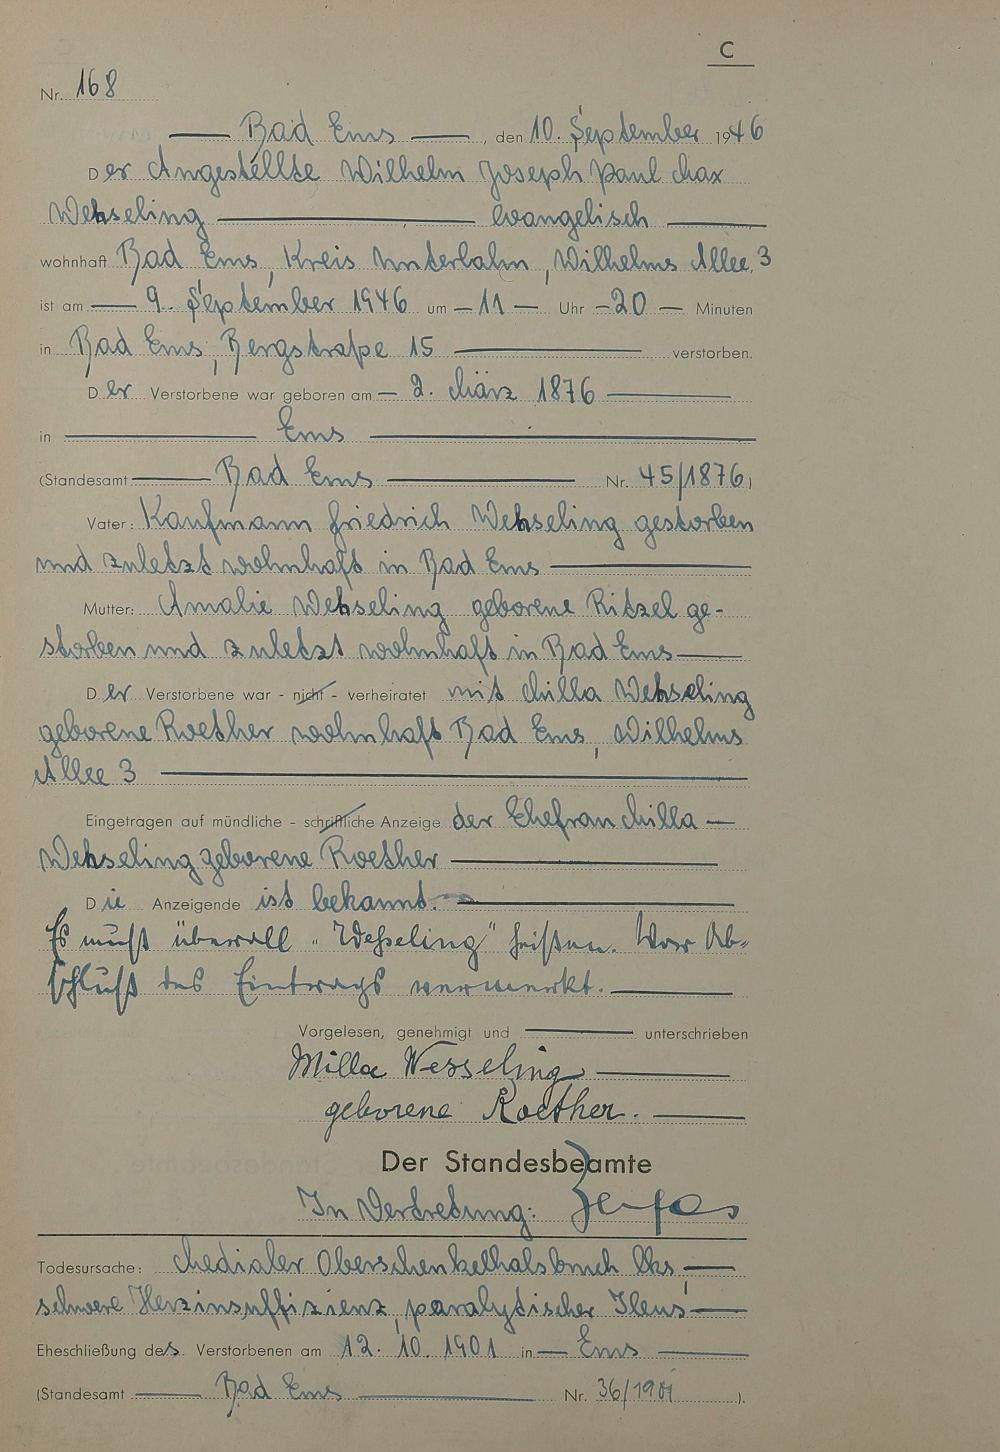 C
Nr. 168
Bad Ems, den 10. September 1946
Der Angestellte Wilhelm Joseph Paul Max
Wehseling evangelisch
wohnhaft Bad Ems, Kreis Unterlahn, Wilhelms Allee, 3
ist am 9. September 1946 um - 11 - Uhr - 20 - Minuten
in Bad Ems, Bergstraße 15 verstorben.
Der Verstorbene war geboren am - 2. März 1876
in Ems
(Standesamt Bad Ems Nr. 45/1876)
Vater: Kaufmann Friedrich Wehseling gestorben
und zuletzt wohnhaft in Bad Ems
Mutter: Amalie Wehseling geborene Ritzel ge-
storben und zuletzt wohnhaft in Bad Ems
Der Verstorbene war - nicht - verheiratet mit Milla Wehseling
geborene Roether wohnhaft Bad Ems, Wilhelms
Allee 3
Eingetragen auf mündliche - schriftliche Anzeige der Ehefrau Milla
Wehseling geborene Roether
Die Anzeigende ist bekannt.
Es muß überall „Weßeling" heißen. Vor Ab-
schluß des Eintrags vermerkt.
Vorgelesen, genehmigt und unterschrieben
Milla Wesseling
geborene Roether.
Der Standesbeamte
In Vertretung:
Todesursache: Medialer Oberschenkelhalsbruch lks,
schwere Herzinsuffizienz, paralytischer Ileus
Eheschließung des Verstorbenen am 12. 10. 1901 in Ems
(Standesamt Bad Ems Nr. 36/1901).